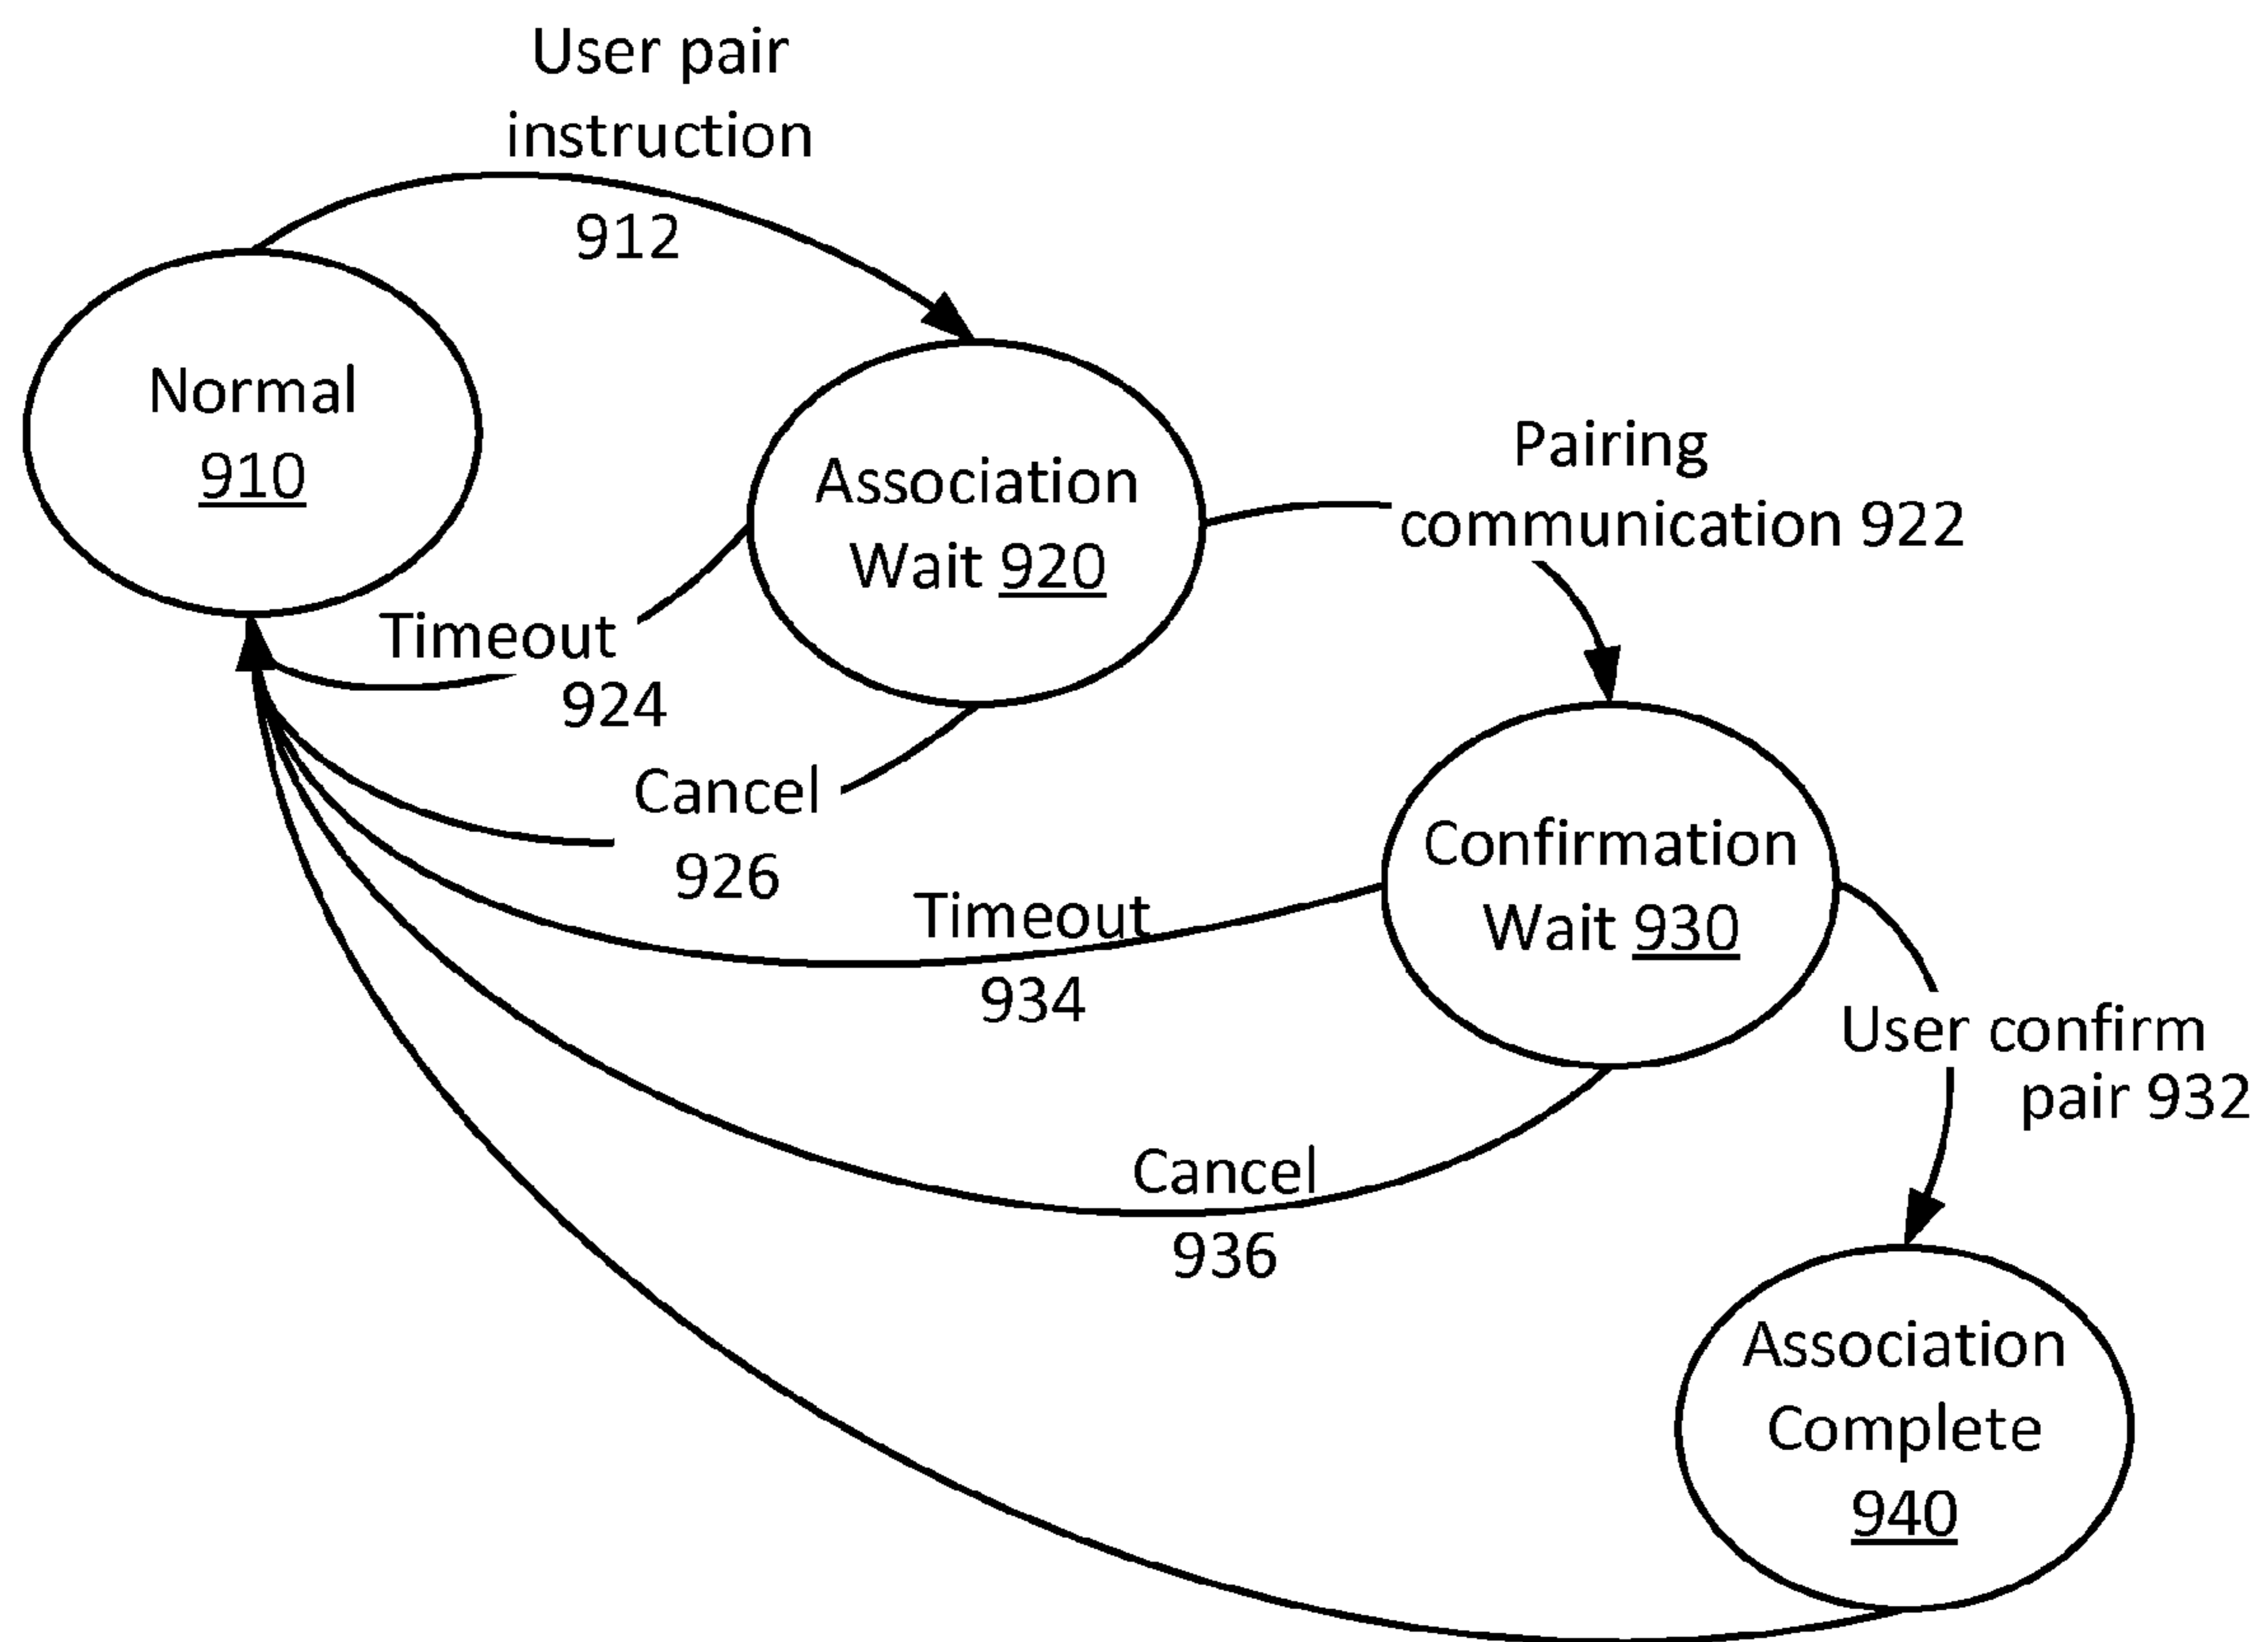 User pair
instruction
912
Normal
910
Association
Wait 920
Pairing
communication 922
Timeout
924
Cancel
926
Confirmation
Wait 930
Timeout
934
User confirm
pair 932
Cancel
936
Association
Complete
940